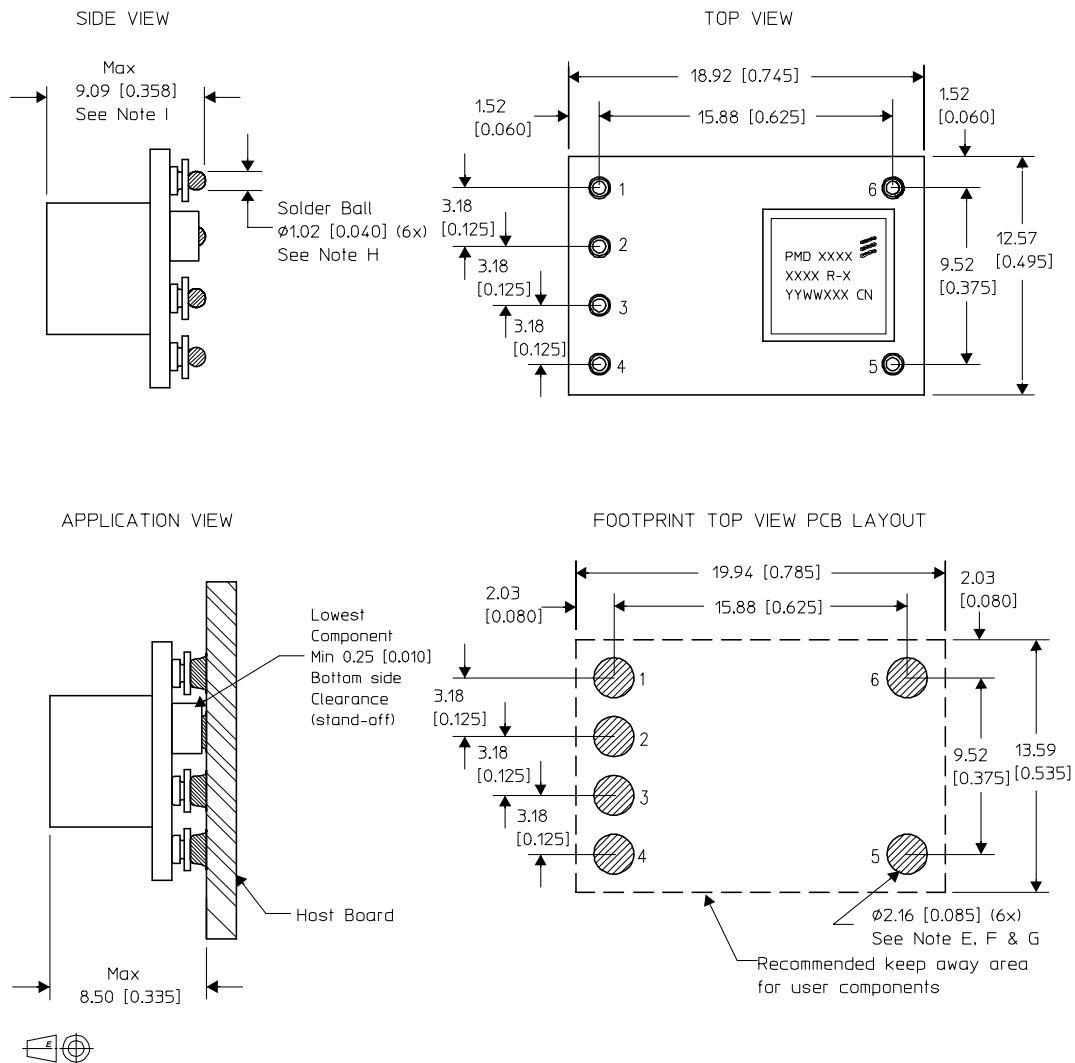 SIDE VIEW
Max
9.09 [0.358]
See Note I
Solder Ball
ø1.02 [0.040] (6x)
See Note H
TOP VIEW
18.92 [0.745]
1.52
[0.060]
15.88 [0.625]
1.52
[0.060]
1
6
3.18
[0.125]
2
3.18
[0.125]
3
3.18
[0.125]
4
5
PMD XXXX
XXXX R-X
YYWWXXX CN
9.52
[0.375]
12.57
[0.495]
APPLICATION VIEW
Lowest
Component
Min 0.25 [0.010]
Bottom side
Clearance
(stand-off)
Host Board
Max
8.50 [0.335]
E
FOOTPRINT TOP VIEW PCB LAYOUT
19.94 [0.785]
2.03
[0.080]
15.88 [0.625]
2.03
[0.080]
1
6
3.18
[0.125]
2
3.18
[0.125]
3
3.18
[0.125]
4
5
9.52
[0.375]
13.59
[0.535]
ø2.16 [0.085] (6x)
See Note E, F & G
Recommended keep away area
for user components